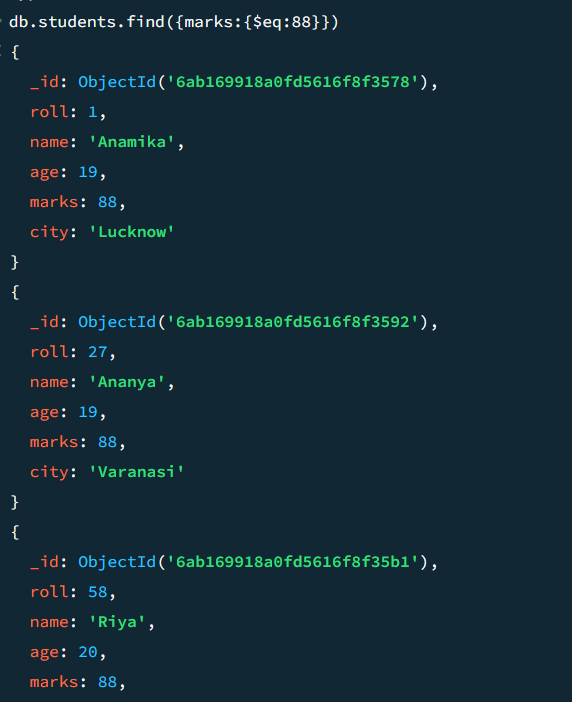 db.students.find({marks:{$eq:88}})
{
_id: ObjectId('6ab169918a0fd5616f8f3578'),
roll: 1,
name: 'Anamika',
age: 19,
marks: 88,
city: 'Lucknow'
}
{
_id: ObjectId('6ab169918a0fd5616f8f3592'),
roll: 27,
name: 'Ananya',
age: 19,
marks: 88,
city: 'Varanasi'
}
{
_id: ObjectId('6ab169918a0fd5616f8f35b1'),
roll: 58,
name: 'Riya',
age: 20,
marks: 88,